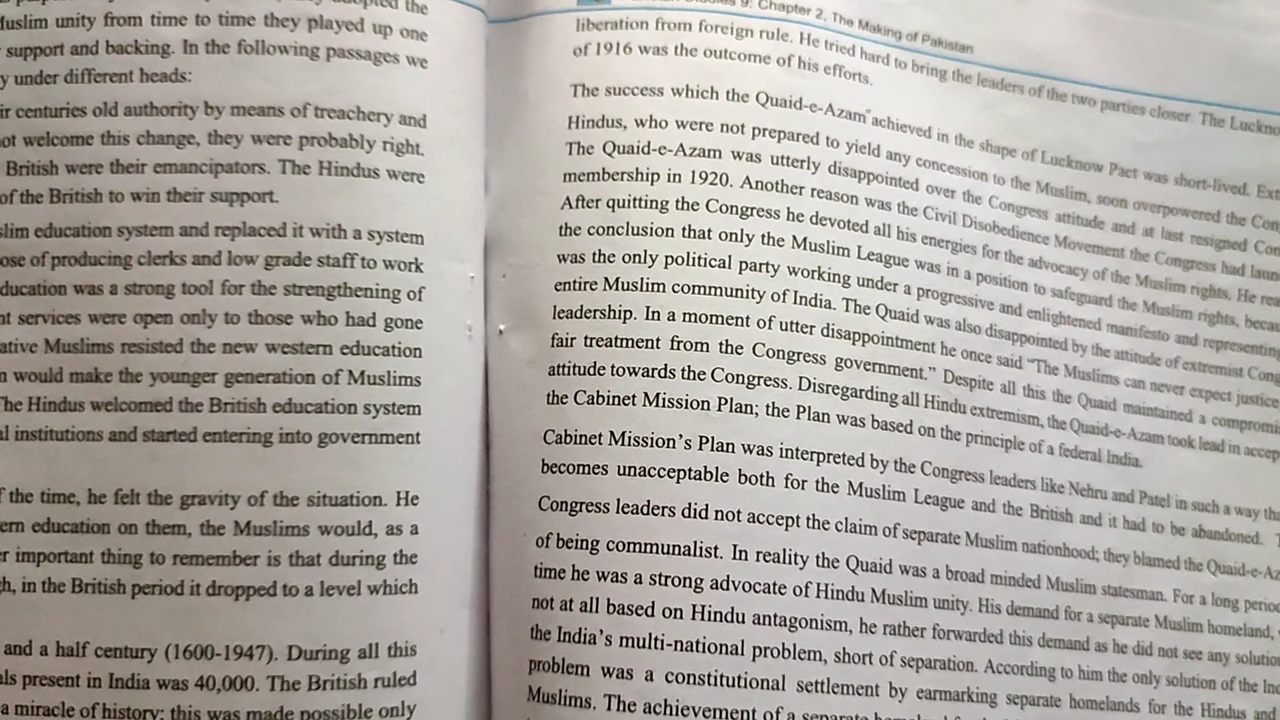 adopted the
Muslim unity from time to time they played up one
support and backing. In the following passages we
y under different heads:
ir centuries old authority by means of treachery and
ot welcome this change, they were probably right.
British were their emancipators. The Hindus were
of the British to win their support.
slim education system and replaced it with a system
ose of producing clerks and low grade staff to work
ducation was a strong tool for the strengthening of
nt services were open only to those who had gone
ative Muslims resisted the new western education
n would make the younger generation of Muslims
The Hindus welcomed the British education system
al institutions and started entering into government
f the time, he felt the gravity of the situation. He
ern education on them, the Muslims would, as a
er important thing to remember is that during the
gh, in the British period it dropped to a level which
and a half century (1600-1947). During all this
als present in India was 40,000. The British ruled
a miracle of history; this was made possible only
Studies 9: Chapter 2, The Making of Pakistan
liberation from foreign rule. He tried hard to bring the leaders of the two parties closer. The Luckno
of 1916 was the outcome of his efforts.
The success which the Quaid-e-Azam achieved in the shape of Lucknow Pact was short-lived. Ext
Hindus, who were not prepared to yield any concession to the Muslim, soon overpowered the Con
The Quaid-e-Azam was utterly disappointed over the Congress attitude and at last resigned Con
membership in 1920. Another reason was the Civil Disobedience Movement the Congress had laun
After quitting the Congress he devoted all his energies for the advocacy of the Muslim rights. He rea
the conclusion that only the Muslim League was in a position to safeguard the Muslim rights, becau
was the only political party working under a progressive and enlightened manifesto and representing
entire Muslim community of India. The Quaid was also disappointed by the attitude of extremist Cong
leadership. In a moment of utter disappointment he once said “The Muslims can never expect justice
fair treatment from the Congress government.” Despite all this the Quaid maintained a compromi
attitude towards the Congress. Disregarding all Hindu extremism, the Quaid-e-Azam took lead in accep
the Cabinet Mission Plan; the Plan was based on the principle of a federal India.
Cabinet Mission’s Plan was interpreted by the Congress leaders like Nehru and Patel in such a way tha
becomes unacceptable both for the Muslim League and the British and it had to be abandoned. T
Congress leaders did not accept the claim of separate Muslim nationhood; they blamed the Quaid-e-Az
of being communalist. In reality the Quaid was a broad minded Muslim statesman. For a long period
time he was a strong advocate of Hindu Muslim unity. His demand for a separate Muslim homeland,
not at all based on Hindu antagonism, he rather forwarded this demand as he did not see any solution
the India’s multi-national problem, short of separation. According to him the only solution of the Ind
problem was a constitutional settlement by earmarking separate homelands for the Hindus and
Muslims. The achievement of a separate